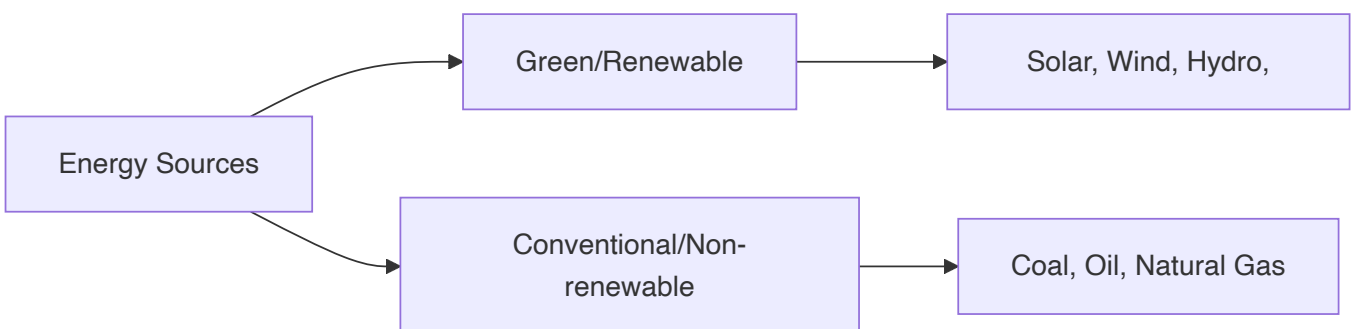 Green/Renewable
Solar, Wind, Hydro,
Energy Sources
Conventional/Non-
renewable
Coal, Oil, Natural Gas